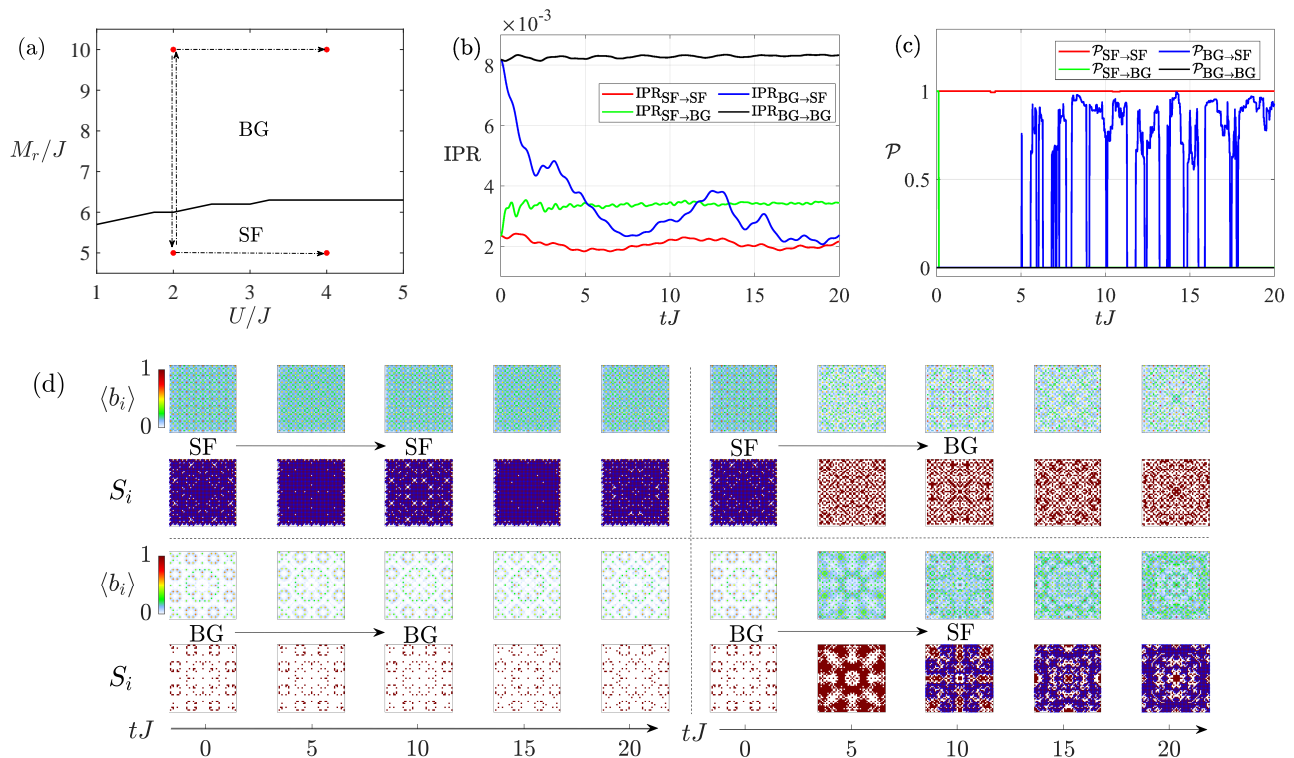 (a)
M_r/J
10
9
8
7
6
5
BG
SF
1 2 3 4 5
U/J
(b)
×10⁻³
8
6
4
2
IPR
IPR_SF→SF IPR_BG→SF
IPR_SF→BG IPR_BG→BG
0 5 10 15 20
tJ
(c)
𝒫
1
0.5
0
𝒫_SF→SF 𝒫_BG→SF
𝒫_SF→BG 𝒫_BG→BG
0 5 10 15 20
tJ
(d)
⟨b_i⟩ 1 0
SF SF SF BG
S_i
⟨b_i⟩ 1 0
BG BG BG SF
S_i
tJ 0 5 10 15 20 tJ 0 5 10 15 20